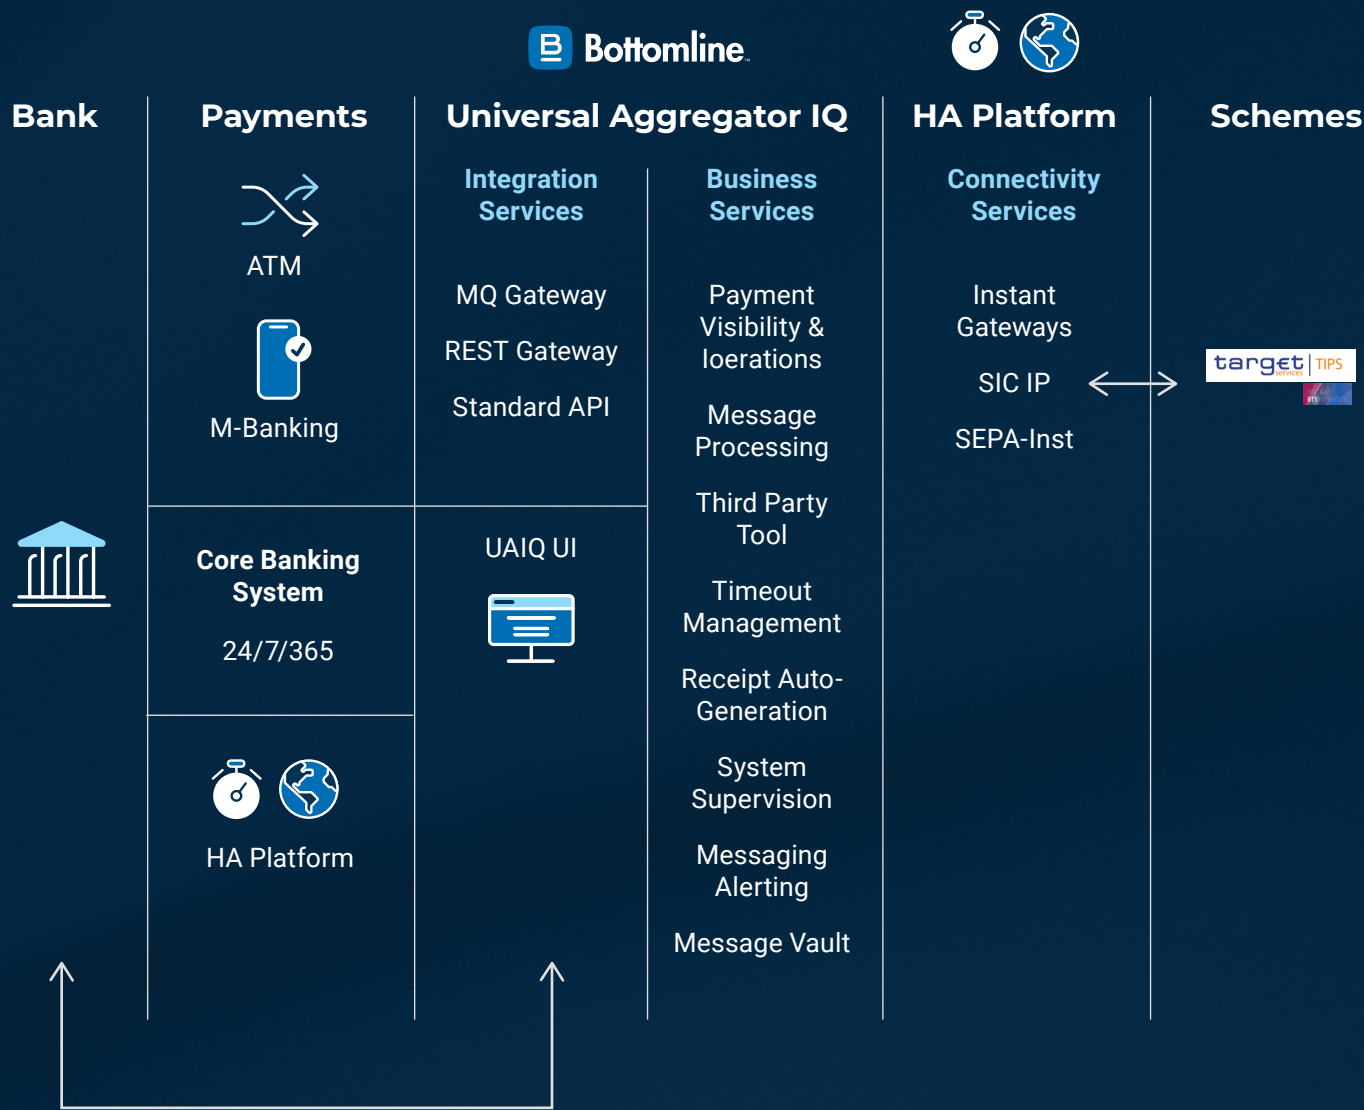 B Bottomline
Bank
Payments
Universal Aggregator IQ
HA Platform
Schemes
ATM
M-Banking
Core Banking
System
24/7/365
HA Platform
Integration
Services
MQ Gateway
REST Gateway
Standard API
UAIQ UI
Business
Services
Payment
Visibility &
Ioerations
Message
Processing
Third Party
Tool
Timeout
Management
Receipt Auto-
Generation
System
Supervision
Messaging
Alerting
Message Vault
Connectivity
Services
Instant
Gateways
SIC IP
SEPA-Inst
target | TIPS
services